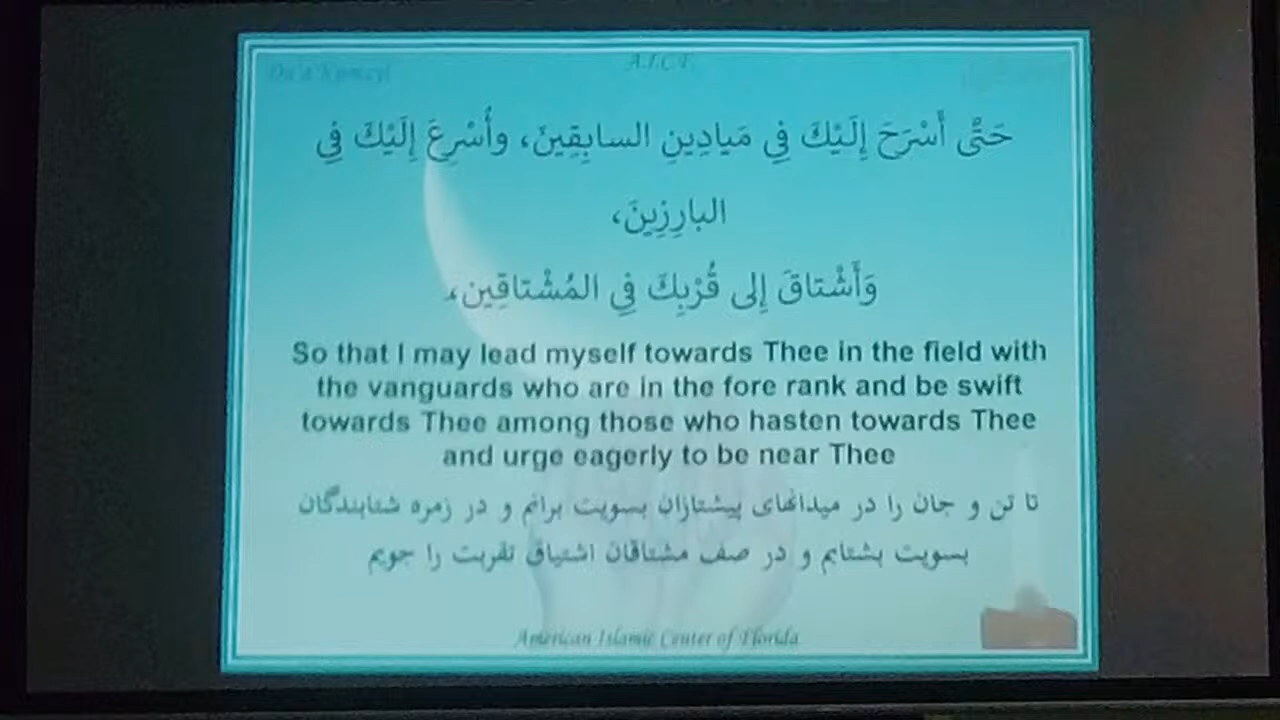 Du'a Kumayl
A.I.C.F.
حَتّى أَسْرَحَ إِلَيْكَ فِي مَيادِينِ السابِقِينَ، وأُسْرِعَ إِلَيْكَ فِي
البارِزِينَ،
وَأَشْتاقَ إِلى قُرْبِكَ فِي المُشْتاقِين،
So that I may lead myself towards Thee in the field with
the vanguards who are in the fore rank and be swift
towards Thee among those who hasten towards Thee
and urge eagerly to be near Thee
تا تن و جان را در میدانهای پیشتازان بسویت برانم و در زمره شتابندگان
بسویت بشتابم و در صف مشتاقان اشتیاق تقربت را جویم
American Islamic Center of Florida